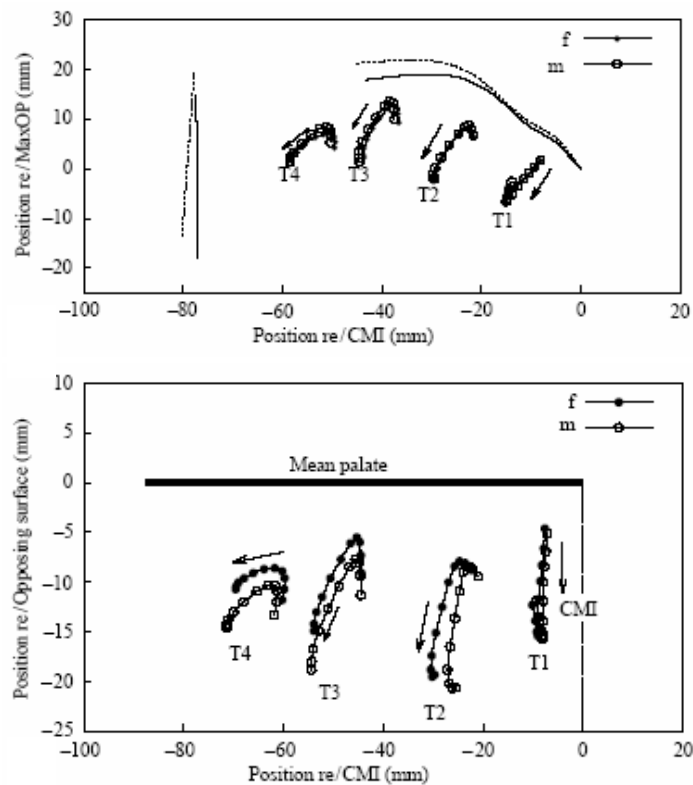 Position re/MaxOP (mm)
30
20
10
0
−10
−20
f
m
T4
T3
T2
T1
−100
−80
−60
−40
−20
0
20
Position re/CMI (mm)
Position re/Opposing surface (mm)
10
5
0
−5
−10
−15
−20
−25
f
m
Mean palate
CMI
T4
T3
T2
T1
−100
−80
−60
−40
−20
0
20
Position re/CMI (mm)